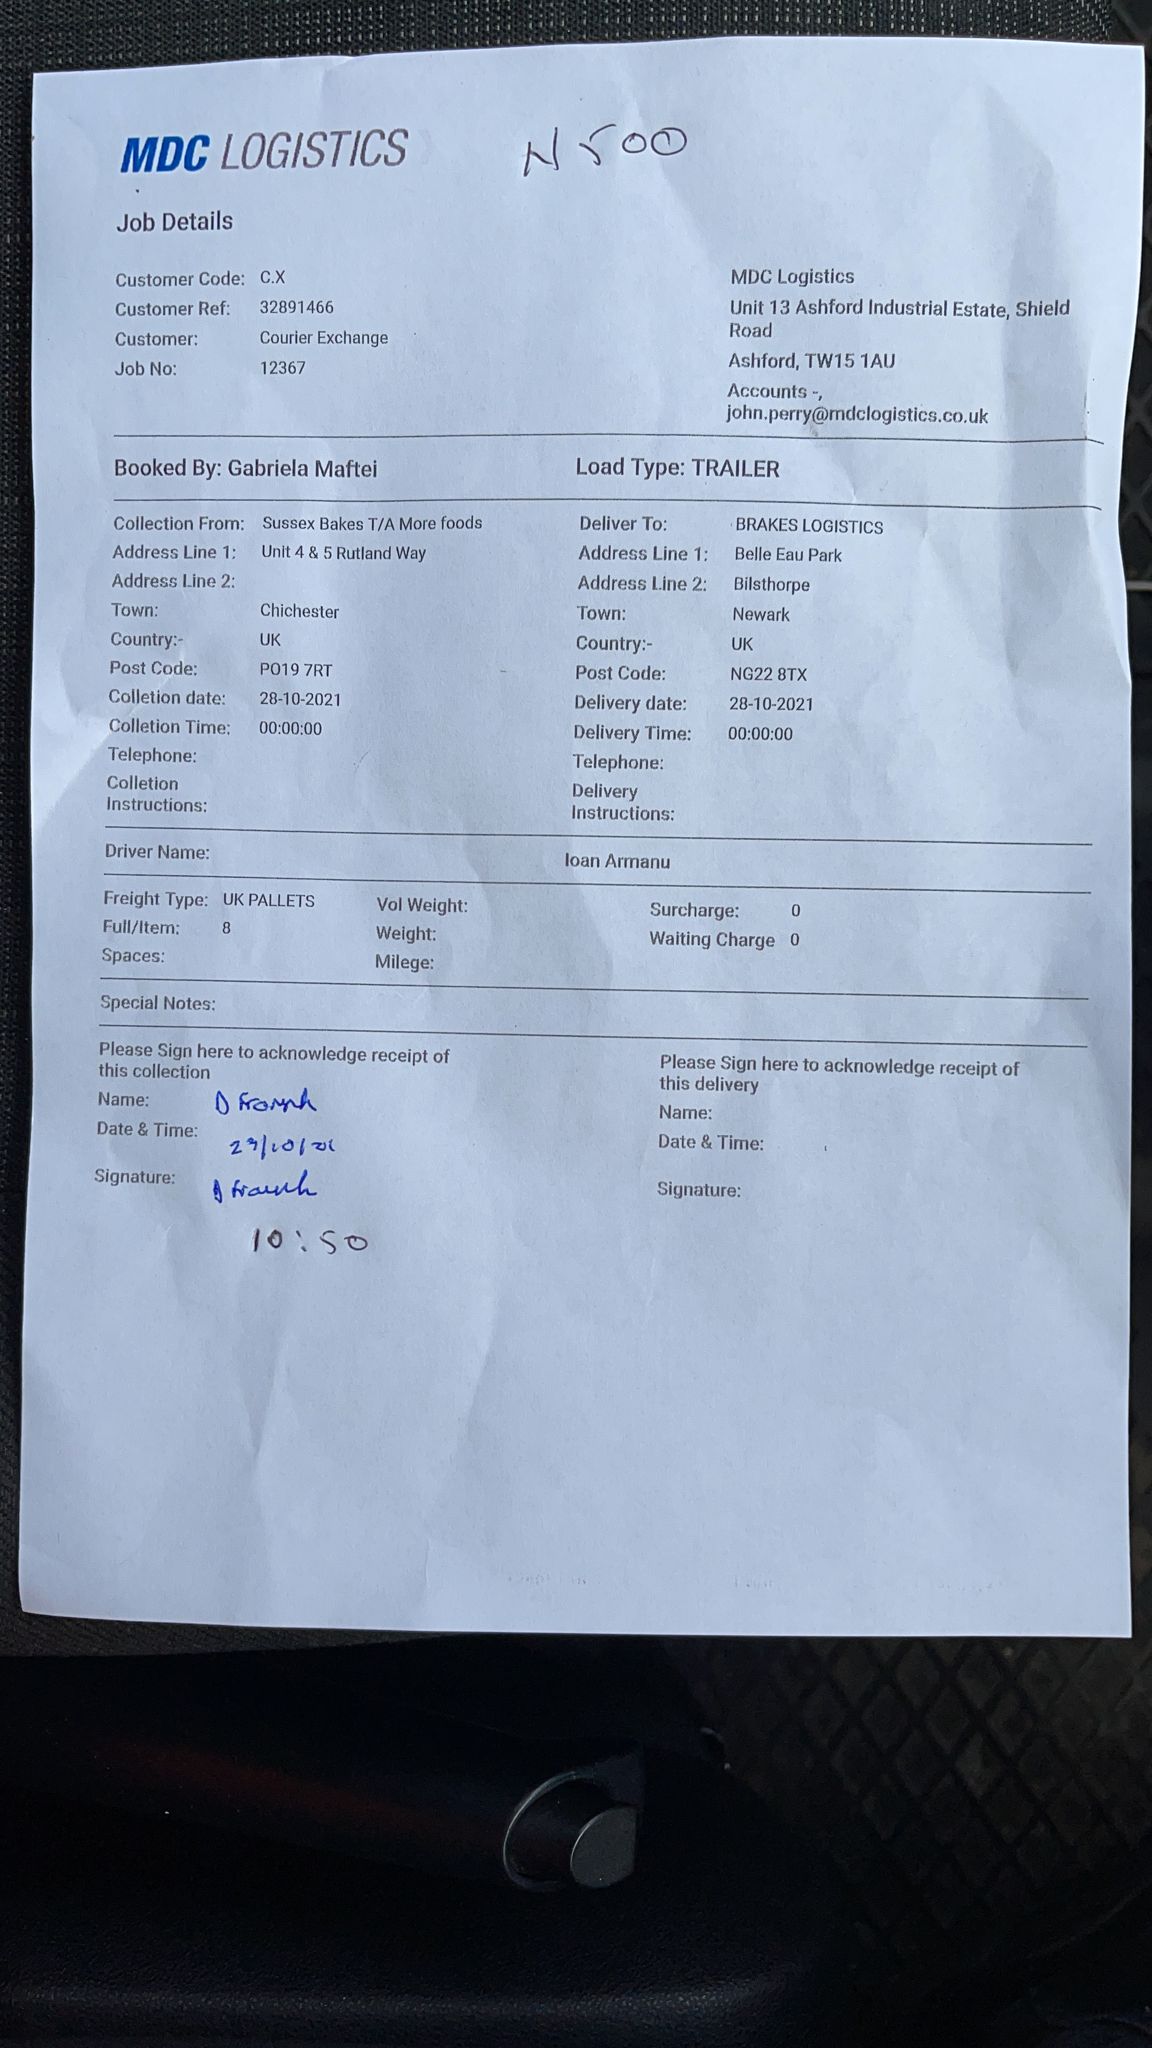 MDC LOGISTICS
N 500
Job Details
Customer Code: C.X
Customer Ref: 32891466
Customer: Courier Exchange
Job No: 12367
MDC Logistics
Unit 13 Ashford Industrial Estate, Shield
Road
Ashford, TW15 1AU
Accounts -,
john.perry@mdclogistics.co.uk
Booked By: Gabriela Maftei
Load Type: TRAILER
Collection From: Sussex Bakes T/A More foods
Address Line 1: Unit 4 & 5 Rutland Way
Address Line 2:
Town: Chichester
Country:- UK
Post Code: PO19 7RT
Colletion date: 28-10-2021
Colletion Time: 00:00:00
Telephone:
Colletion
Instructions:
Deliver To: BRAKES LOGISTICS
Address Line 1: Belle Eau Park
Address Line 2: Bilsthorpe
Town: Newark
Country:- UK
Post Code: NG22 8TX
Delivery date: 28-10-2021
Delivery Time: 00:00:00
Telephone:
Delivery
Instructions:
Driver Name: Ioan Armanu
Freight Type: UK PALLETS
Full/Item: 8
Spaces:
Vol Weight:
Weight:
Milege:
Surcharge: 0
Waiting Charge 0
Special Notes:
Please Sign here to acknowledge receipt of
this collection
Name: D
Date & Time:
Signature:
10:50
Please Sign here to acknowledge receipt of
this delivery
Name:
Date & Time:
Signature: